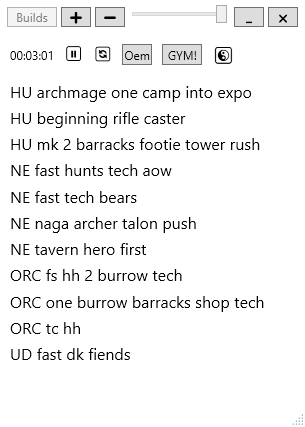 Builds + – _ ×
00:03:01 Oem GYM!
HU archmage one camp into expo
HU beginning rifle caster
HU mk 2 barracks footie tower rush
NE fast hunts tech aow
NE fast tech bears
NE naga archer talon push
NE tavern hero first
ORC fs hh 2 burrow tech
ORC one burrow barracks shop tech
ORC tc hh
UD fast dk fiends